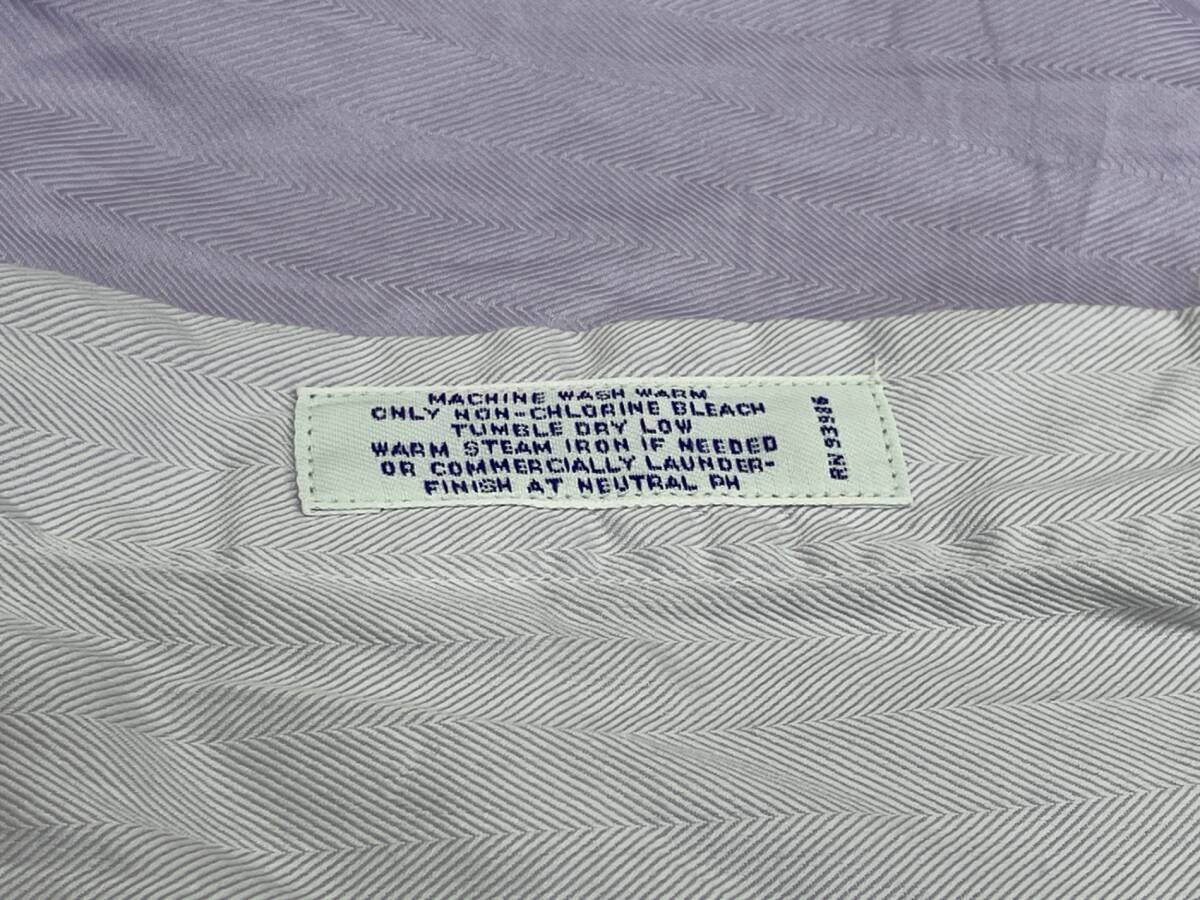 MACHINE WASH WARM
ONLY NON-CHLORINE BLEACH
TUMBLE DRY LOW
WARM STEAM IRON IF NEEDED
OR COMMERCIALLY LAUNDER-
FINISH AT NEUTRAL PH
RN 93986